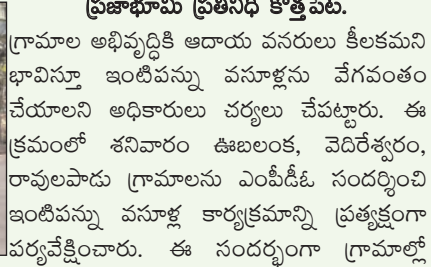 ప్రజాభూమి ప్రతినిధి కొత్తపేట.
గ్రామాల అభివృద్ధికి ఆదాయ వనరులు కీలకమని
భావిస్తూ ఇంటిపన్ను వసూళ్లను వేగవంతం
చేయాలని అధికారులు చర్యలు చేపట్టారు. ఈ
క్రమంలో శనివారం ఊబలంక, వెదిరేశ్వరం,
రావులపాడు గ్రామాలను ఎంపీడీఓ సందర్శించి
ఇంటిపన్ను వసూళ్ల కార్యక్రమాన్ని ప్రత్యక్షంగా
పర్యవేక్షించారు. ఈ సందర్భంగా గ్రామాల్లో